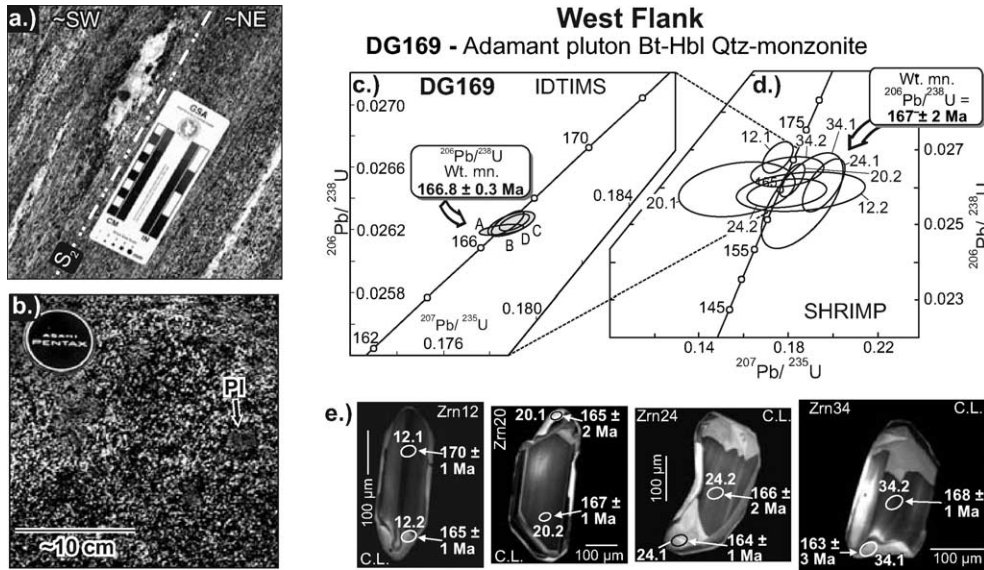 West Flank
DG169 - Adamant pluton Bt-Hbl Qtz-monzonite
a.)
~SW
~NE
GSA
CM
IN
S2
b.)
ASAHI
PENTAX
Pl
~10 cm
c.)
DG169
IDTIMS
0.0270
0.0266
0.0262
0.0258
206Pb/ 238U
206Pb/238U
Wt. mn.
166.8 ± 0.3 Ma
170
166
162
A
B
C
D
0.184
0.180
0.176
207Pb/ 235U
d.)
Wt. mn.
206Pb/238U =
167 ± 2 Ma
175
165
155
145
12.1
34.2
34.1
24.1
20.2
12.2
20.1
24.2
0.027
0.025
0.023
206Pb/ 238U
SHRIMP
0.14
0.18
0.22
207Pb/ 235U
e.)
Zrn12
12.1
170 ±
1 Ma
100 µm
12.2
165 ±
1 Ma
C.L.
Zrn20
20.1
165 ±
2 Ma
167 ±
1 Ma
20.2
C.L.
100 µm
Zrn24
C.L.
100 µm
24.2
166 ±
2 Ma
164 ±
1 Ma
24.1
Zrn34
C.L.
34.2
168 ±
1 Ma
163 ±
3 Ma
34.1
100 µm